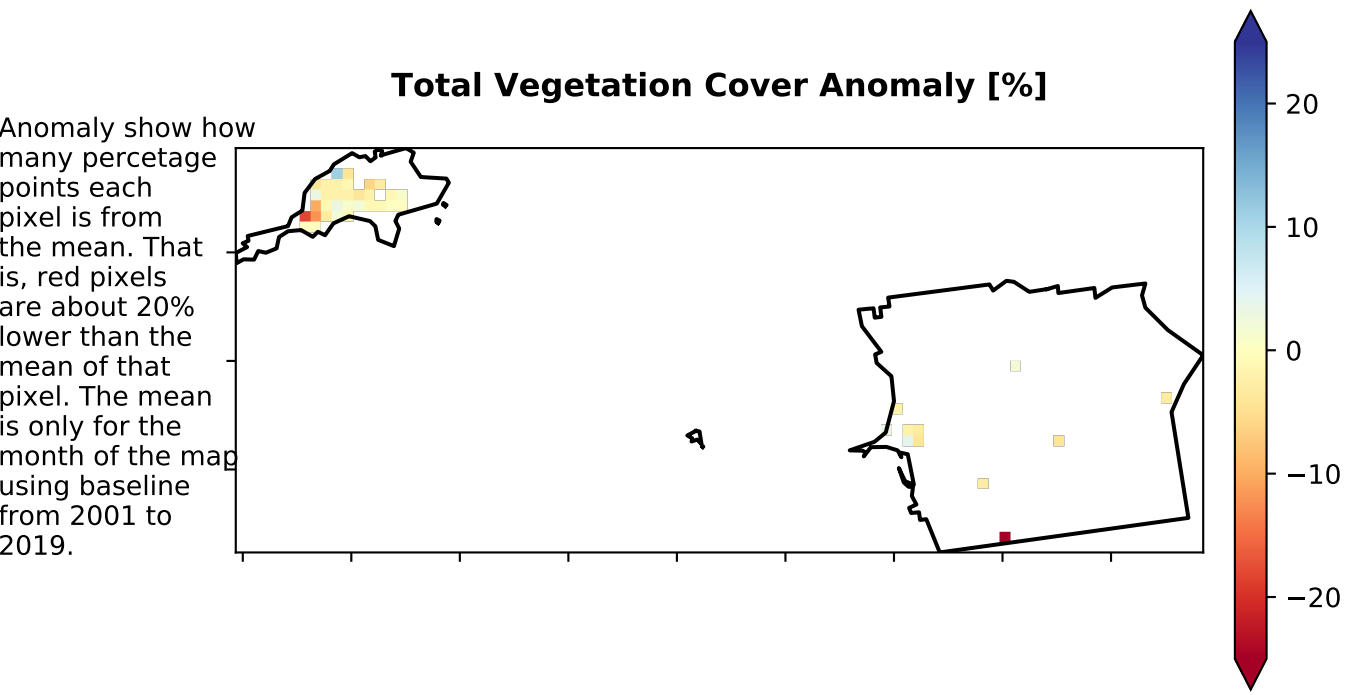 Total Vegetation Cover Anomaly [%]
Anomaly show how
many percetage
points each
pixel is from
the mean. That
is, red pixels
are about 20%
lower than the
mean of that
pixel. The mean
is only for the
month of the map
using baseline
from 2001 to
2019.
20
10
0
−10
−20